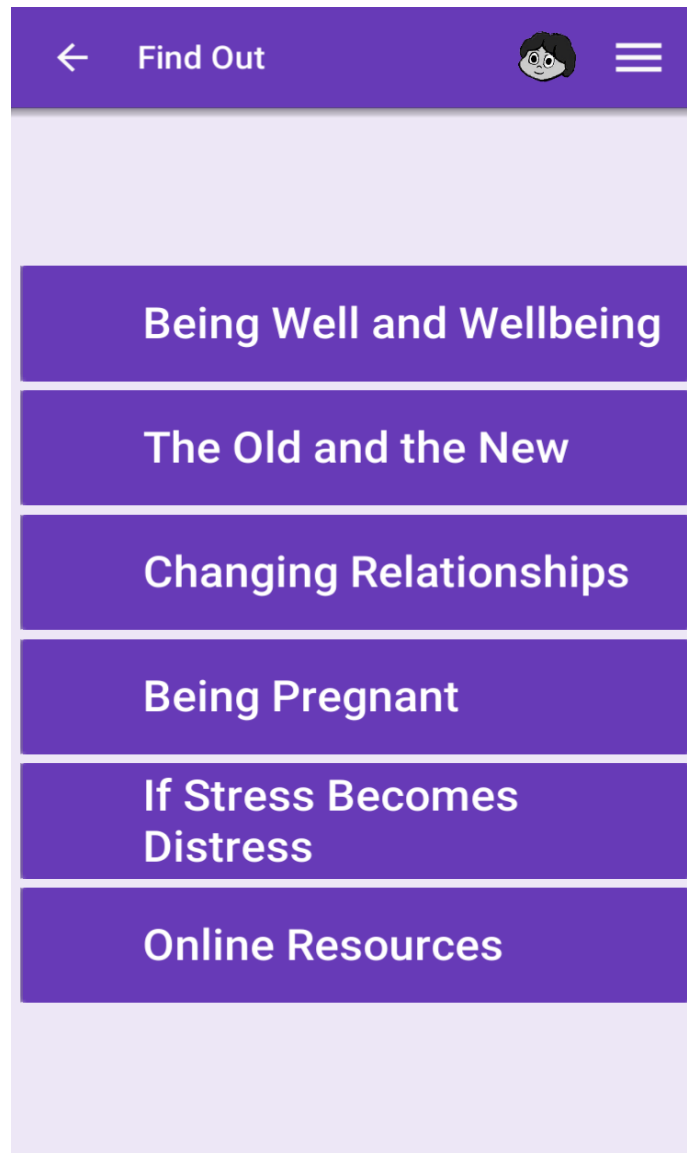 Find Out
Being Well and Wellbeing
The Old and the New
Changing Relationships
Being Pregnant
If Stress Becomes
Distress
Online Resources